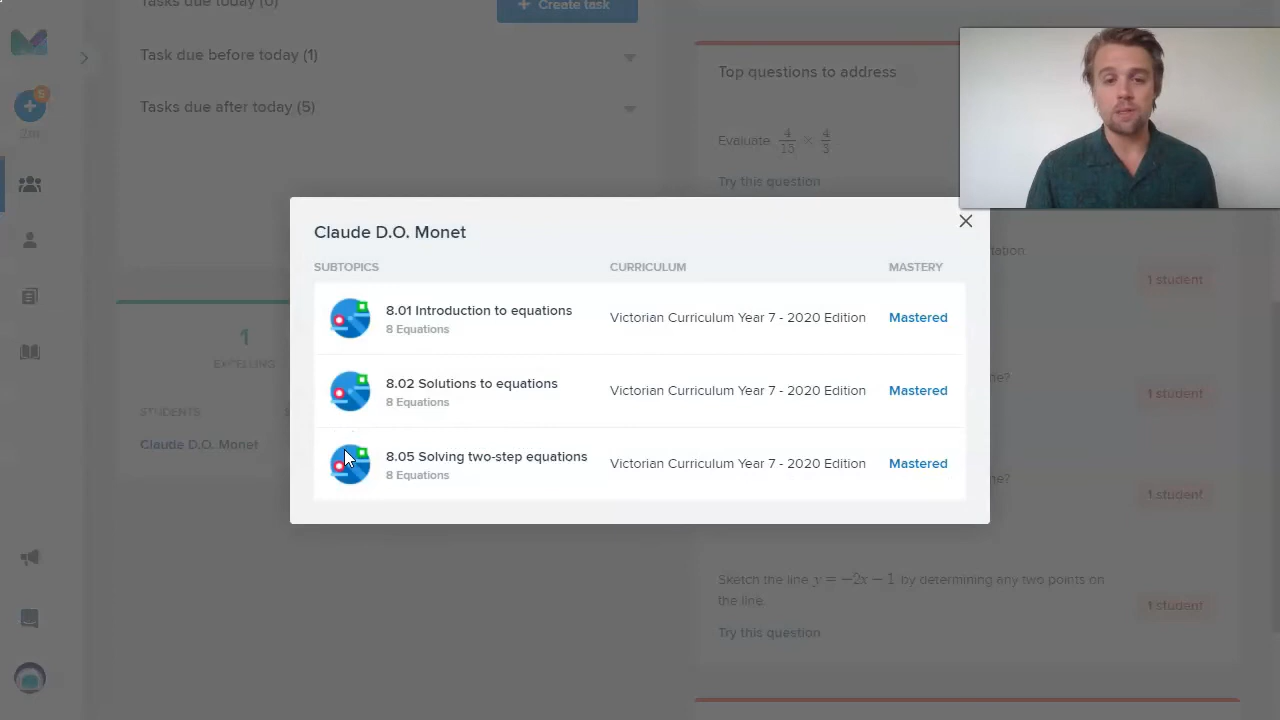 Tasks due today (0)
+ Create task
Task due before today (1)
Tasks due after today (5)
Top questions to address
Evaluate 4/15 × 4/3
Try this question
Claude D.O. Monet
SUBTOPICS CURRICULUM MASTERY
8.01 Introduction to equations
8 Equations
Victorian Curriculum Year 7 - 2020 Edition
Mastered
8.02 Solutions to equations
8 Equations
Victorian Curriculum Year 7 - 2020 Edition
Mastered
8.05 Solving two-step equations
8 Equations
Victorian Curriculum Year 7 - 2020 Edition
Mastered
1
EXCELLING
STUDENTS
Claude D.O. Monet
1 student
1 student
1 student
Sketch the line y = −2x − 1 by determining any two points on
the line.
1 student
Try this question